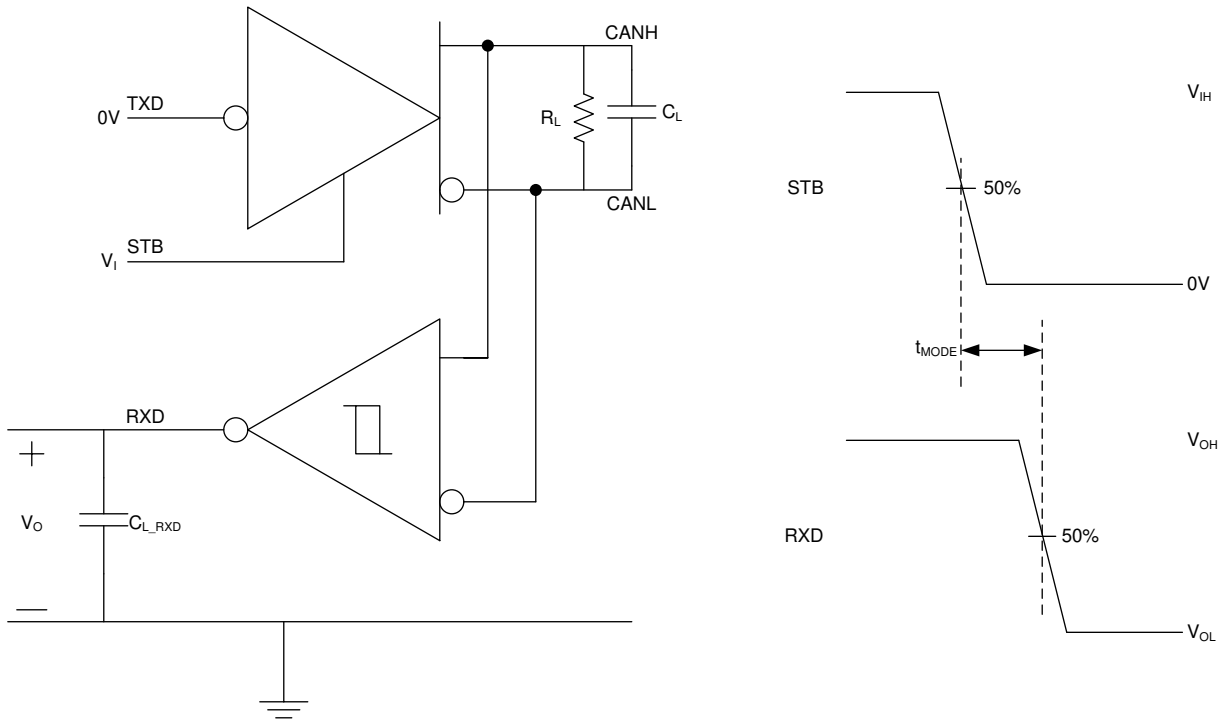 CANH
TXD
0V
R_L
C_L
CANL
STB
V_I
RXD
+
V_O
C_L_RXD
—
V_IH
STB
50%
0V
t_MODE
V_OH
RXD
50%
V_OL